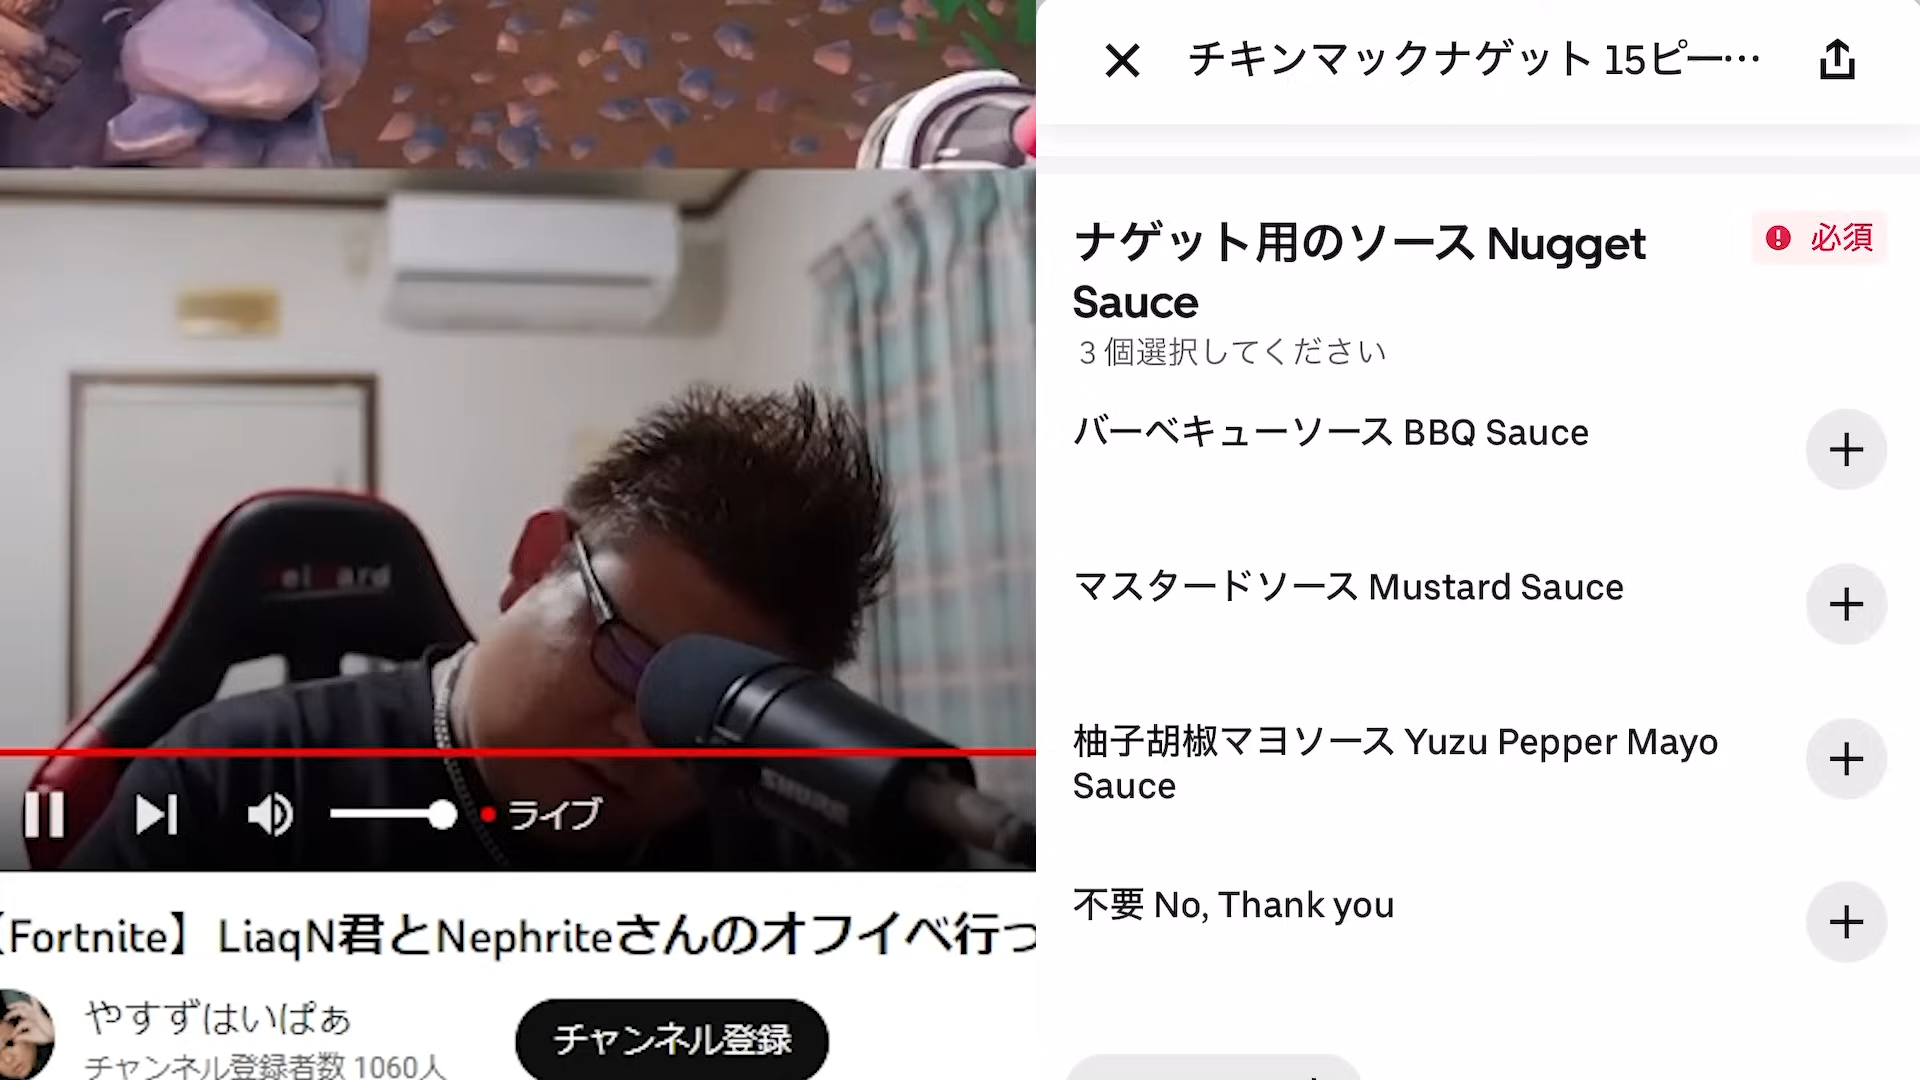 ライブ
【Fortnite】LiaqN君とNephriteさんのオフイベ行っ
やすずはいぱぁ
チャンネル登録者数 1060人
チャンネル登録
チキンマックナゲット 15ピー…
ナゲット用のソース Nugget
Sauce
必須
3 個選択してください
バーベキューソース BBQ Sauce
マスタードソース Mustard Sauce
柚子胡椒マヨソース Yuzu Pepper Mayo
Sauce
不要 No, Thank you